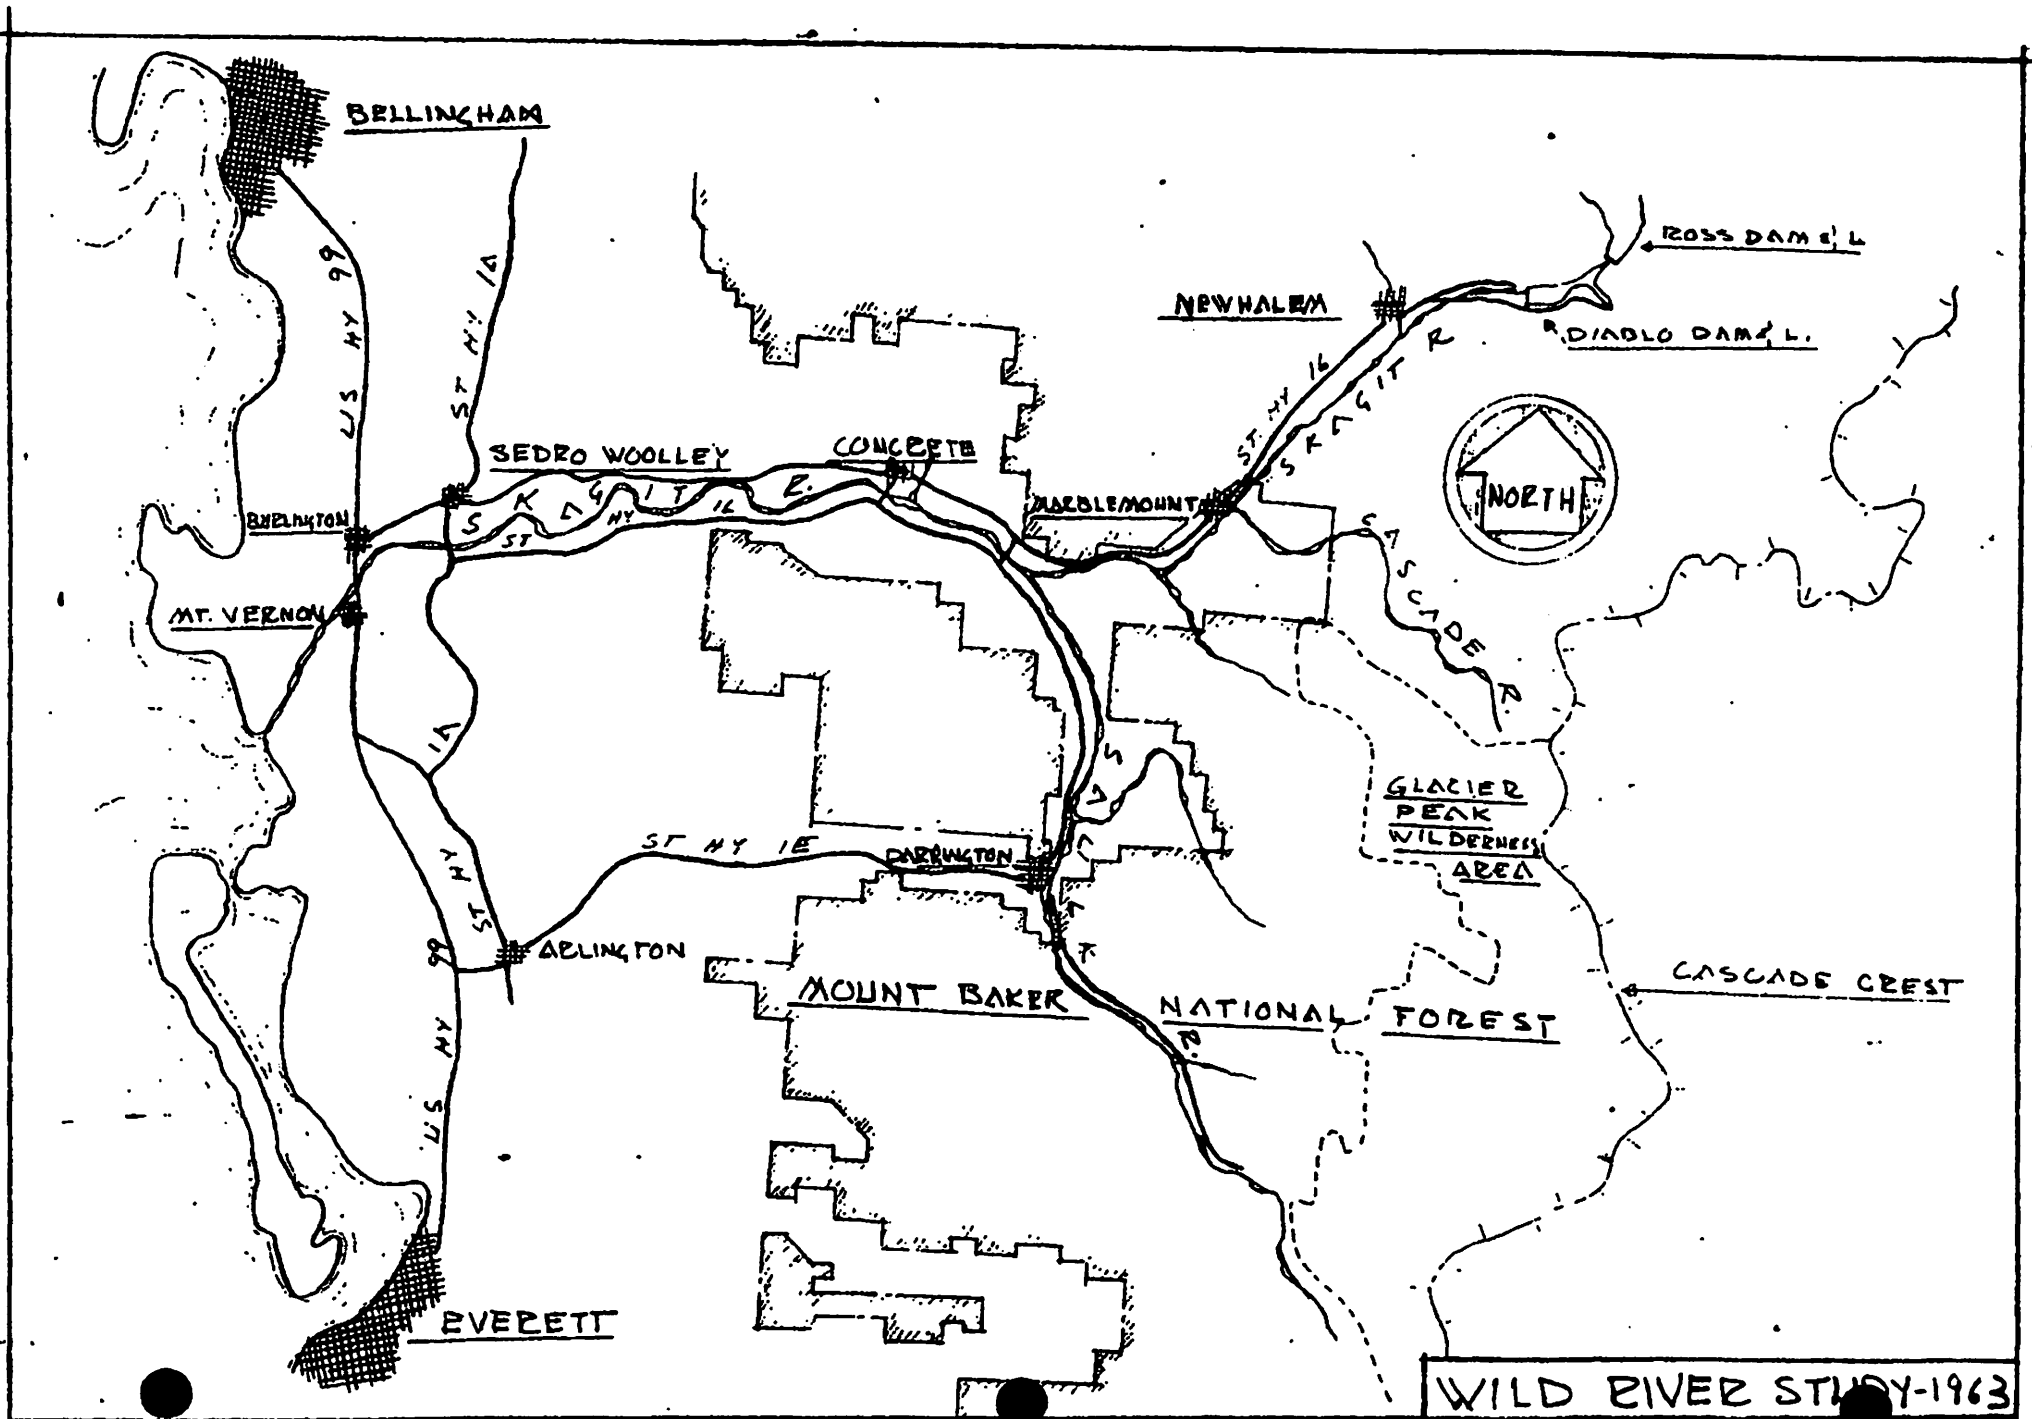 BELLINGHAM
US HY 99
ST HY 1A
ROSS DAM & L
NEWHALEM
DIABLO DAM & L.
ST. HY 16
SKAGIT R
SEDRO WOOLLEY
CONCRETE
NORTH
BURLINGTON
SKAGIT R.
ST HY
MARBLEMOUNT
CASCADE R
MT. VERNON
1A
GLACIER
PEAK
WILDERNESS
AREA
ST HY 1E
DARRINGTON
ST HY
ARLINGTON
CASCADE CREST
MOUNT BAKER NATIONAL FOREST
US HY 99
R.
EVERETT
WILD RIVER STUDY-1963